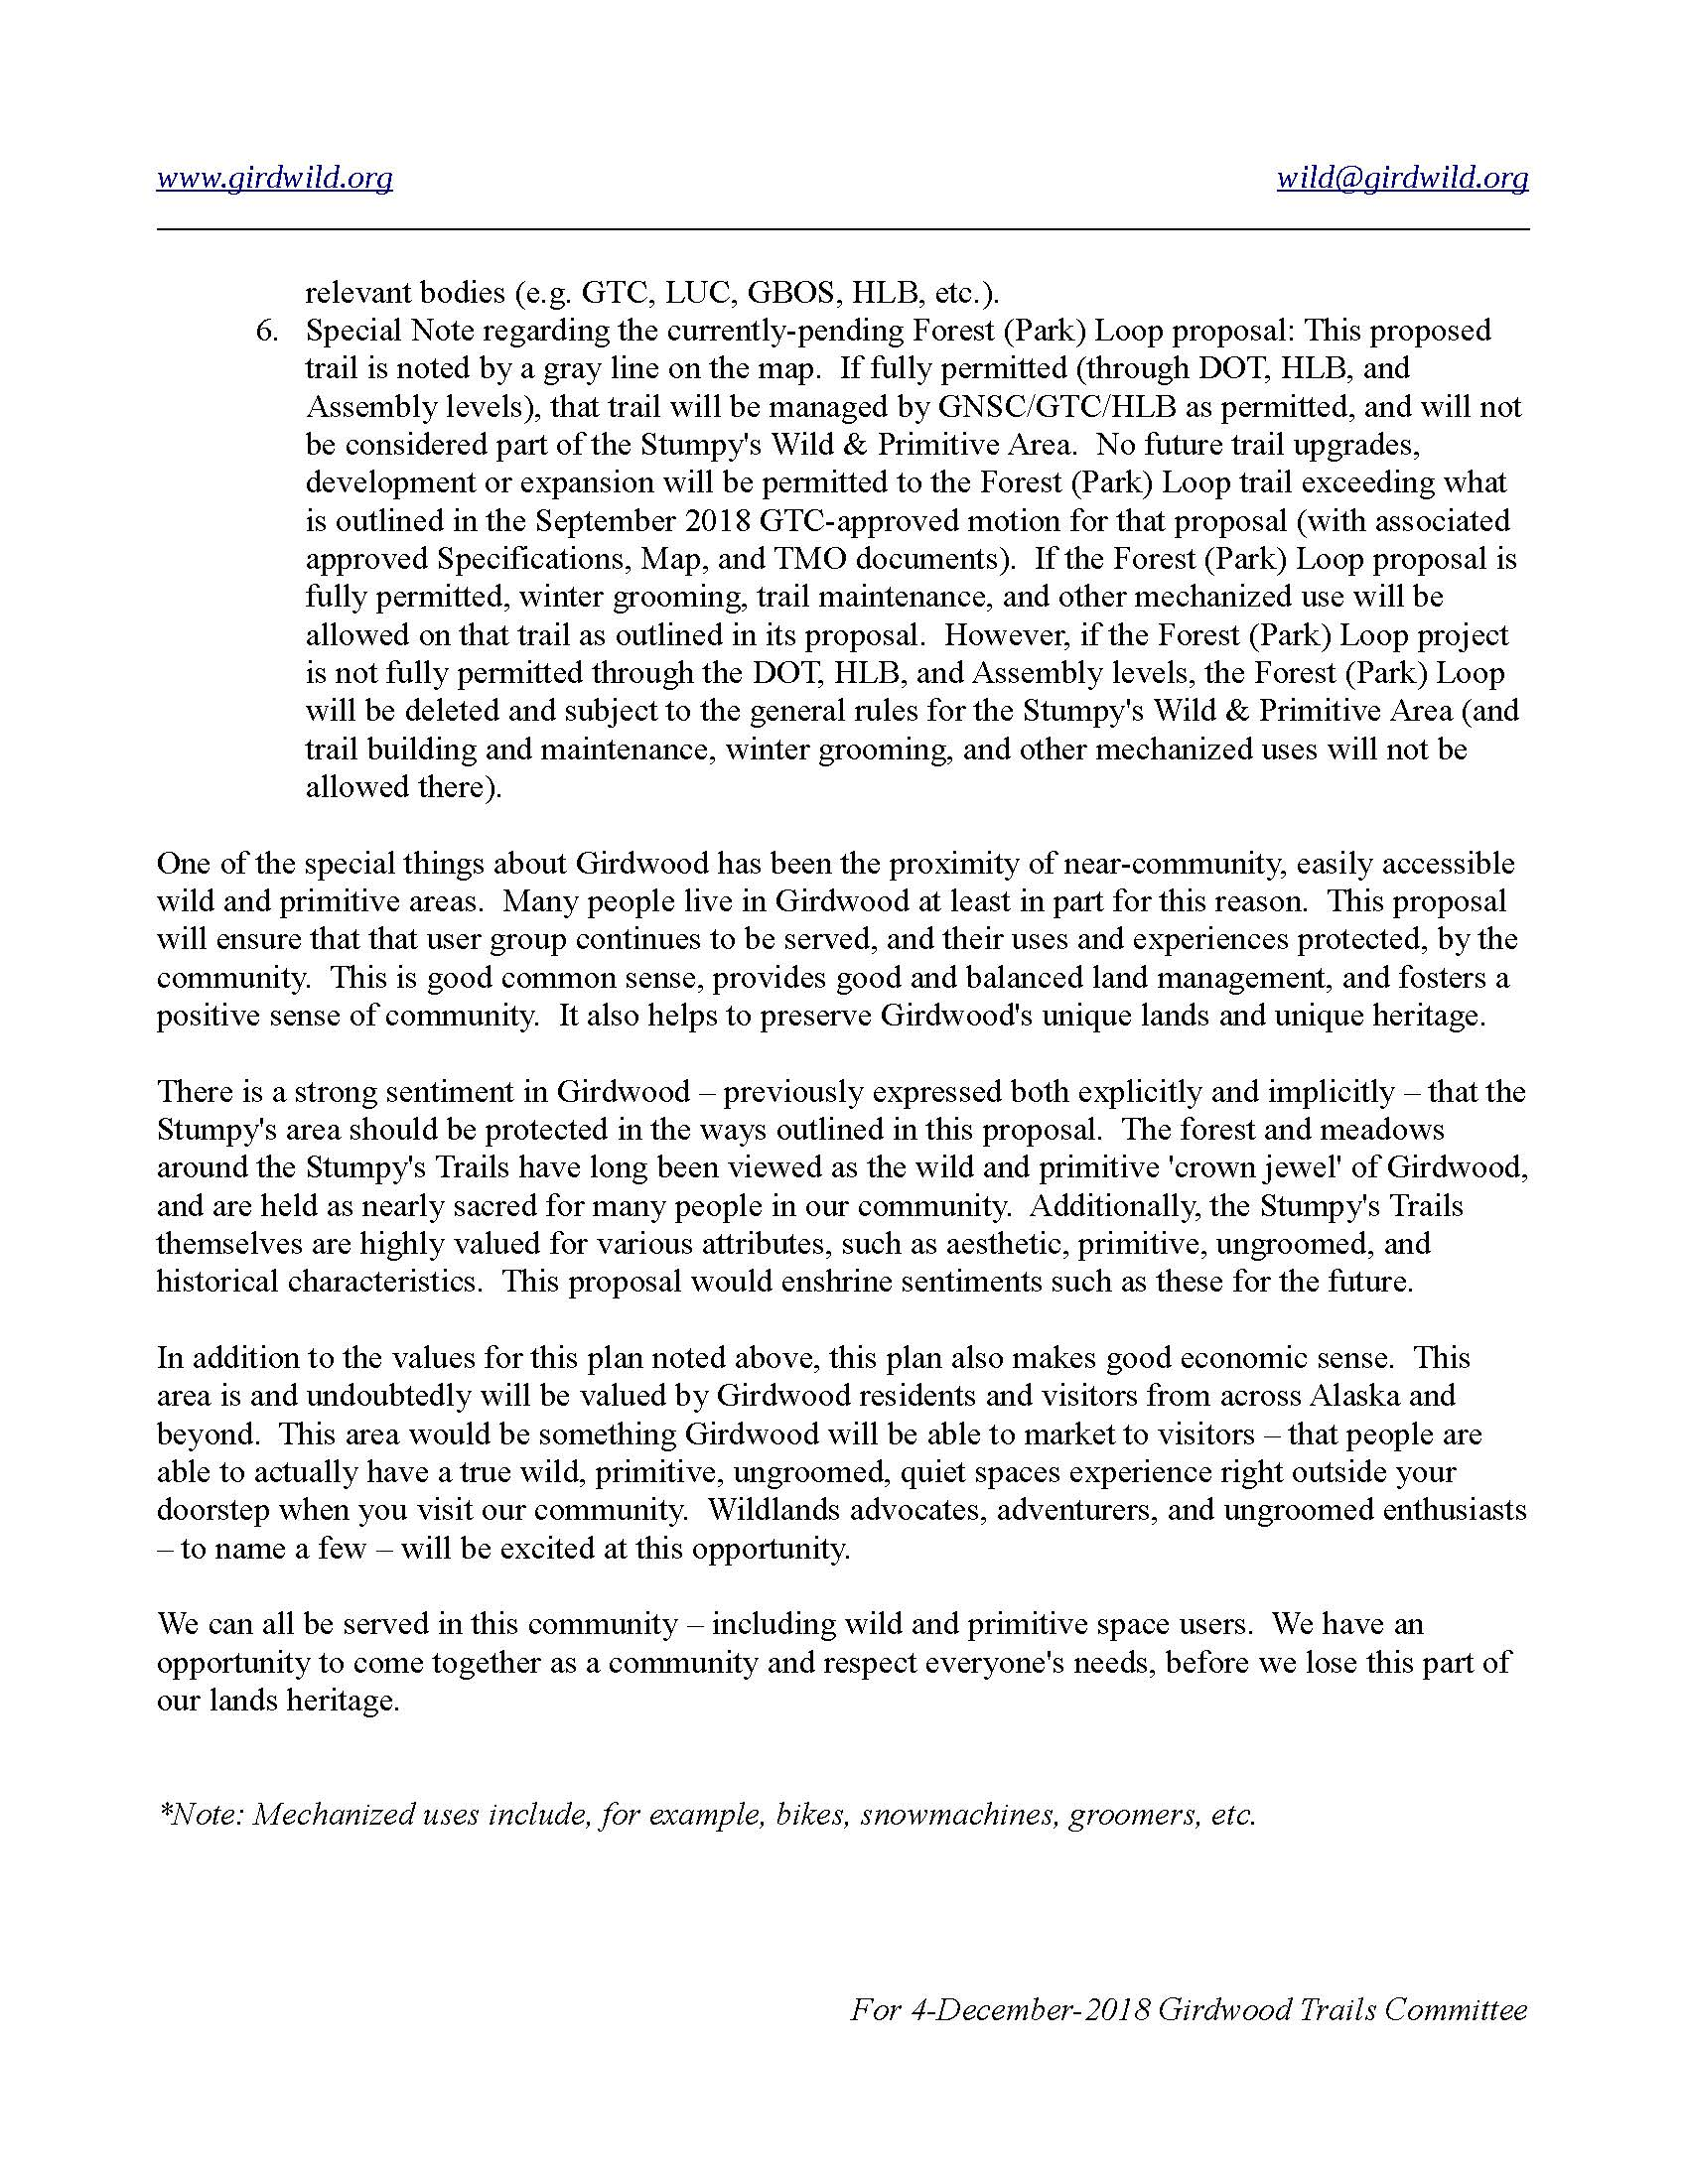 www.girdwild.org wild@girdwild.org
relevant bodies (e.g. GTC, LUC, GBOS, HLB, etc.).
6. Special Note regarding the currently-pending Forest (Park) Loop proposal: This proposed
trail is noted by a gray line on the map.  If fully permitted (through DOT, HLB, and
Assembly levels), that trail will be managed by GNSC/GTC/HLB as permitted, and will not
be considered part of the Stumpy's Wild & Primitive Area.  No future trail upgrades,
development or expansion will be permitted to the Forest (Park) Loop trail exceeding what
is outlined in the September 2018 GTC-approved motion for that proposal (with associated
approved Specifications, Map, and TMO documents).  If the Forest (Park) Loop proposal is
fully permitted, winter grooming, trail maintenance, and other mechanized use will be
allowed on that trail as outlined in its proposal.  However, if the Forest (Park) Loop project
is not fully permitted through the DOT, HLB, and Assembly levels, the Forest (Park) Loop
will be deleted and subject to the general rules for the Stumpy's Wild & Primitive Area (and
trail building and maintenance, winter grooming, and other mechanized uses will not be
allowed there).
One of the special things about Girdwood has been the proximity of near-community, easily accessible
wild and primitive areas.  Many people live in Girdwood at least in part for this reason.  This proposal
will ensure that that user group continues to be served, and their uses and experiences protected, by the
community.  This is good common sense, provides good and balanced land management, and fosters a
positive sense of community.  It also helps to preserve Girdwood's unique lands and unique heritage.
There is a strong sentiment in Girdwood – previously expressed both explicitly and implicitly – that the
Stumpy's area should be protected in the ways outlined in this proposal.  The forest and meadows
around the Stumpy's Trails have long been viewed as the wild and primitive 'crown jewel' of Girdwood,
and are held as nearly sacred for many people in our community.  Additionally, the Stumpy's Trails
themselves are highly valued for various attributes, such as aesthetic, primitive, ungroomed, and
historical characteristics.  This proposal would enshrine sentiments such as these for the future.
In addition to the values for this plan noted above, this plan also makes good economic sense.  This
area is and undoubtedly will be valued by Girdwood residents and visitors from across Alaska and
beyond.  This area would be something Girdwood will be able to market to visitors – that people are
able to actually have a true wild, primitive, ungroomed, quiet spaces experience right outside your
doorstep when you visit our community.  Wildlands advocates, adventurers, and ungroomed enthusiasts
– to name a few – will be excited at this opportunity.
We can all be served in this community – including wild and primitive space users.  We have an
opportunity to come together as a community and respect everyone's needs, before we lose this part of
our lands heritage.
*Note: Mechanized uses include, for example, bikes, snowmachines, groomers, etc.
For 4-December-2018 Girdwood Trails Committee